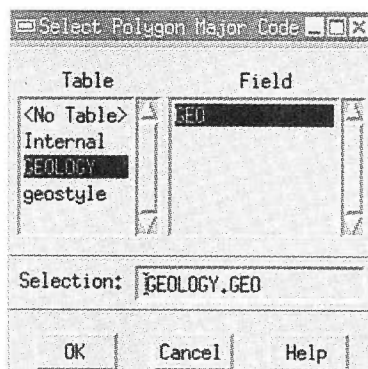 Select Polygon Major Code
Table Field
<No Table> GEO
Internal
GEOLOGY
geostyle
Selection: GEOLOGY.GEO
OK Cancel Help